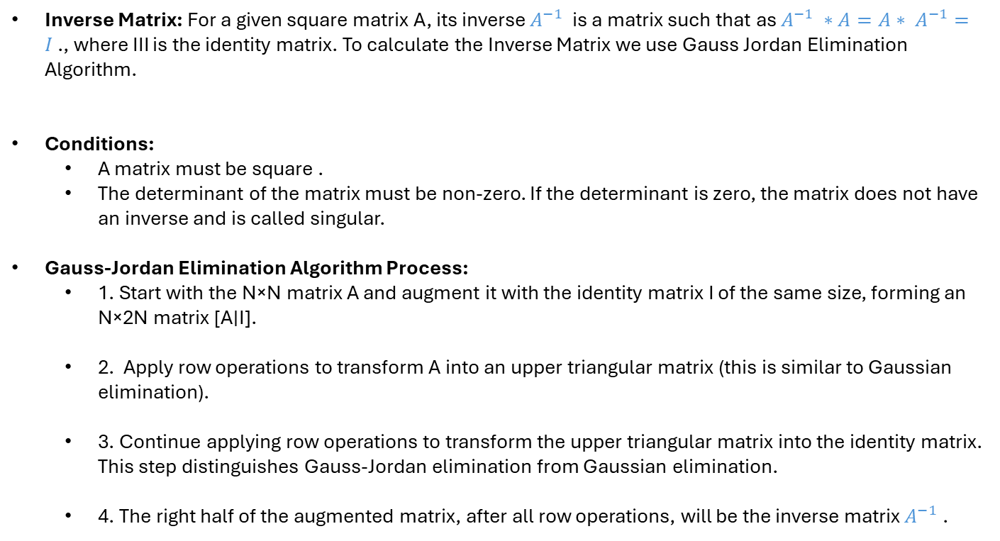 • Inverse Matrix: For a given square matrix A, its inverse A⁻¹ is a matrix such that as A⁻¹ * A = A * A⁻¹ =
I ., where III is the identity matrix. To calculate the Inverse Matrix we use Gauss Jordan Elimination
Algorithm.
• Conditions:
• A matrix must be square .
• The determinant of the matrix must be non-zero. If the determinant is zero, the matrix does not have
an inverse and is called singular.
• Gauss-Jordan Elimination Algorithm Process:
• 1. Start with the N×N matrix A and augment it with the identity matrix I of the same size, forming an
N×2N matrix [A|I].
• 2. Apply row operations to transform A into an upper triangular matrix (this is similar to Gaussian
elimination).
• 3. Continue applying row operations to transform the upper triangular matrix into the identity matrix.
This step distinguishes Gauss-Jordan elimination from Gaussian elimination.
• 4. The right half of the augmented matrix, after all row operations, will be the inverse matrix A⁻¹ .